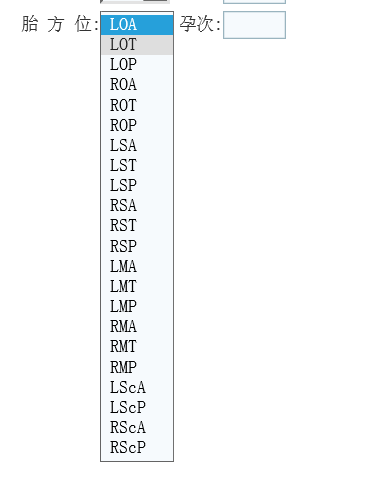 胎 方 位: LOA 孕次:
LOT
LOP
ROA
ROT
ROP
LSA
LST
LSP
RSA
RST
RSP
LMA
LMT
LMP
RMA
RMT
RMP
LScA
LScP
RScA
RScP